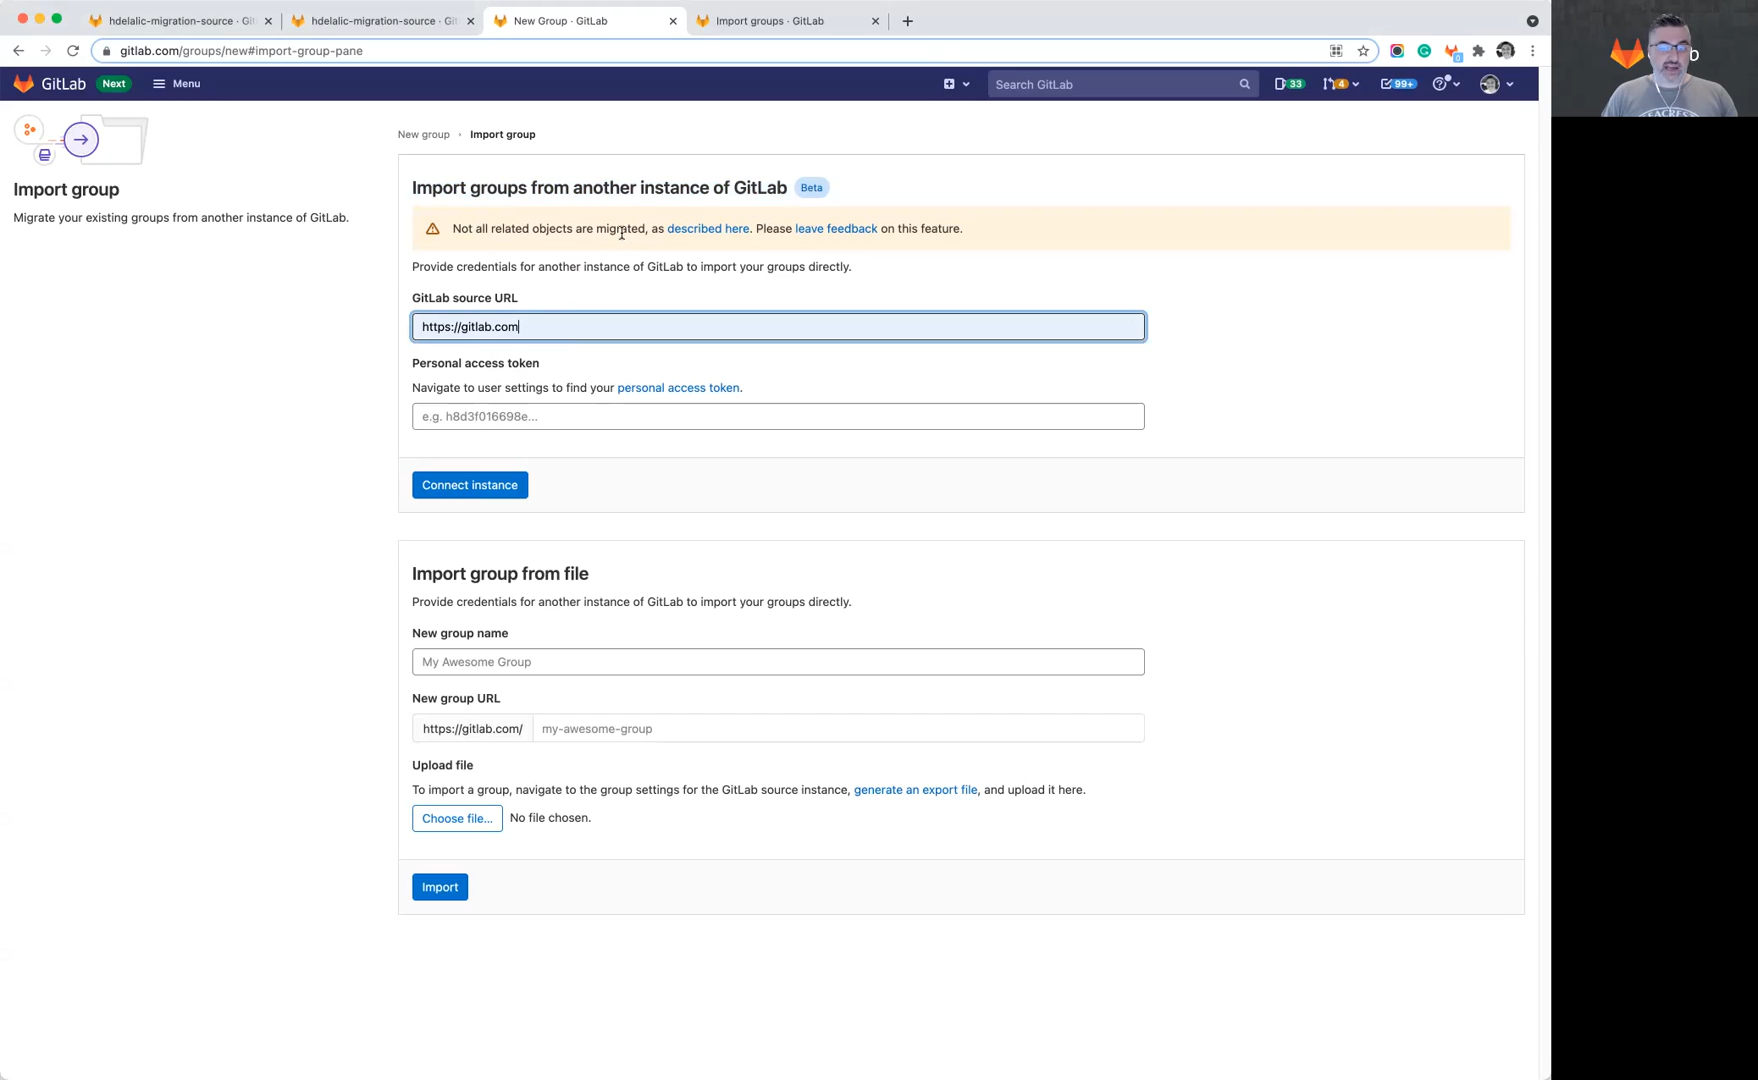 hdelalic-migration-source · Git
hdelalic-migration-source · Git
New Group · GitLab
Import groups · GitLab
gitlab.com/groups/new#import-group-pane
GitLab
Next
Menu
Search GitLab
33
4
99+
New group › Import group
Import group
Migrate your existing groups from another instance of GitLab.
Import groups from another instance of GitLab Beta
Not all related objects are migrated, as described here. Please leave feedback on this feature.
Provide credentials for another instance of GitLab to import your groups directly.
GitLab source URL
https://gitlab.com
Personal access token
Navigate to user settings to find your personal access token.
e.g. h8d3f016698e...
Connect instance
Import group from file
Provide credentials for another instance of GitLab to import your groups directly.
New group name
My Awesome Group
New group URL
https://gitlab.com/ my-awesome-group
Upload file
To import a group, navigate to the group settings for the GitLab source instance, generate an export file, and upload it here.
Choose file... No file chosen.
Import